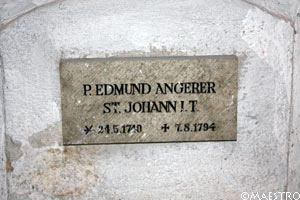 P. EDMUND ANGERER
ST. JOHANN I. T.
* 24.5.1740 + 7.8.1794
©MAESTRO